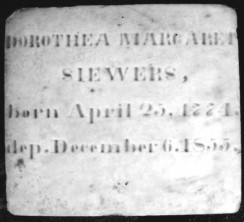 DOROTHEA MARGARET
SIEWERS,
born April 25, 1774.
dep. December 6. 1855.